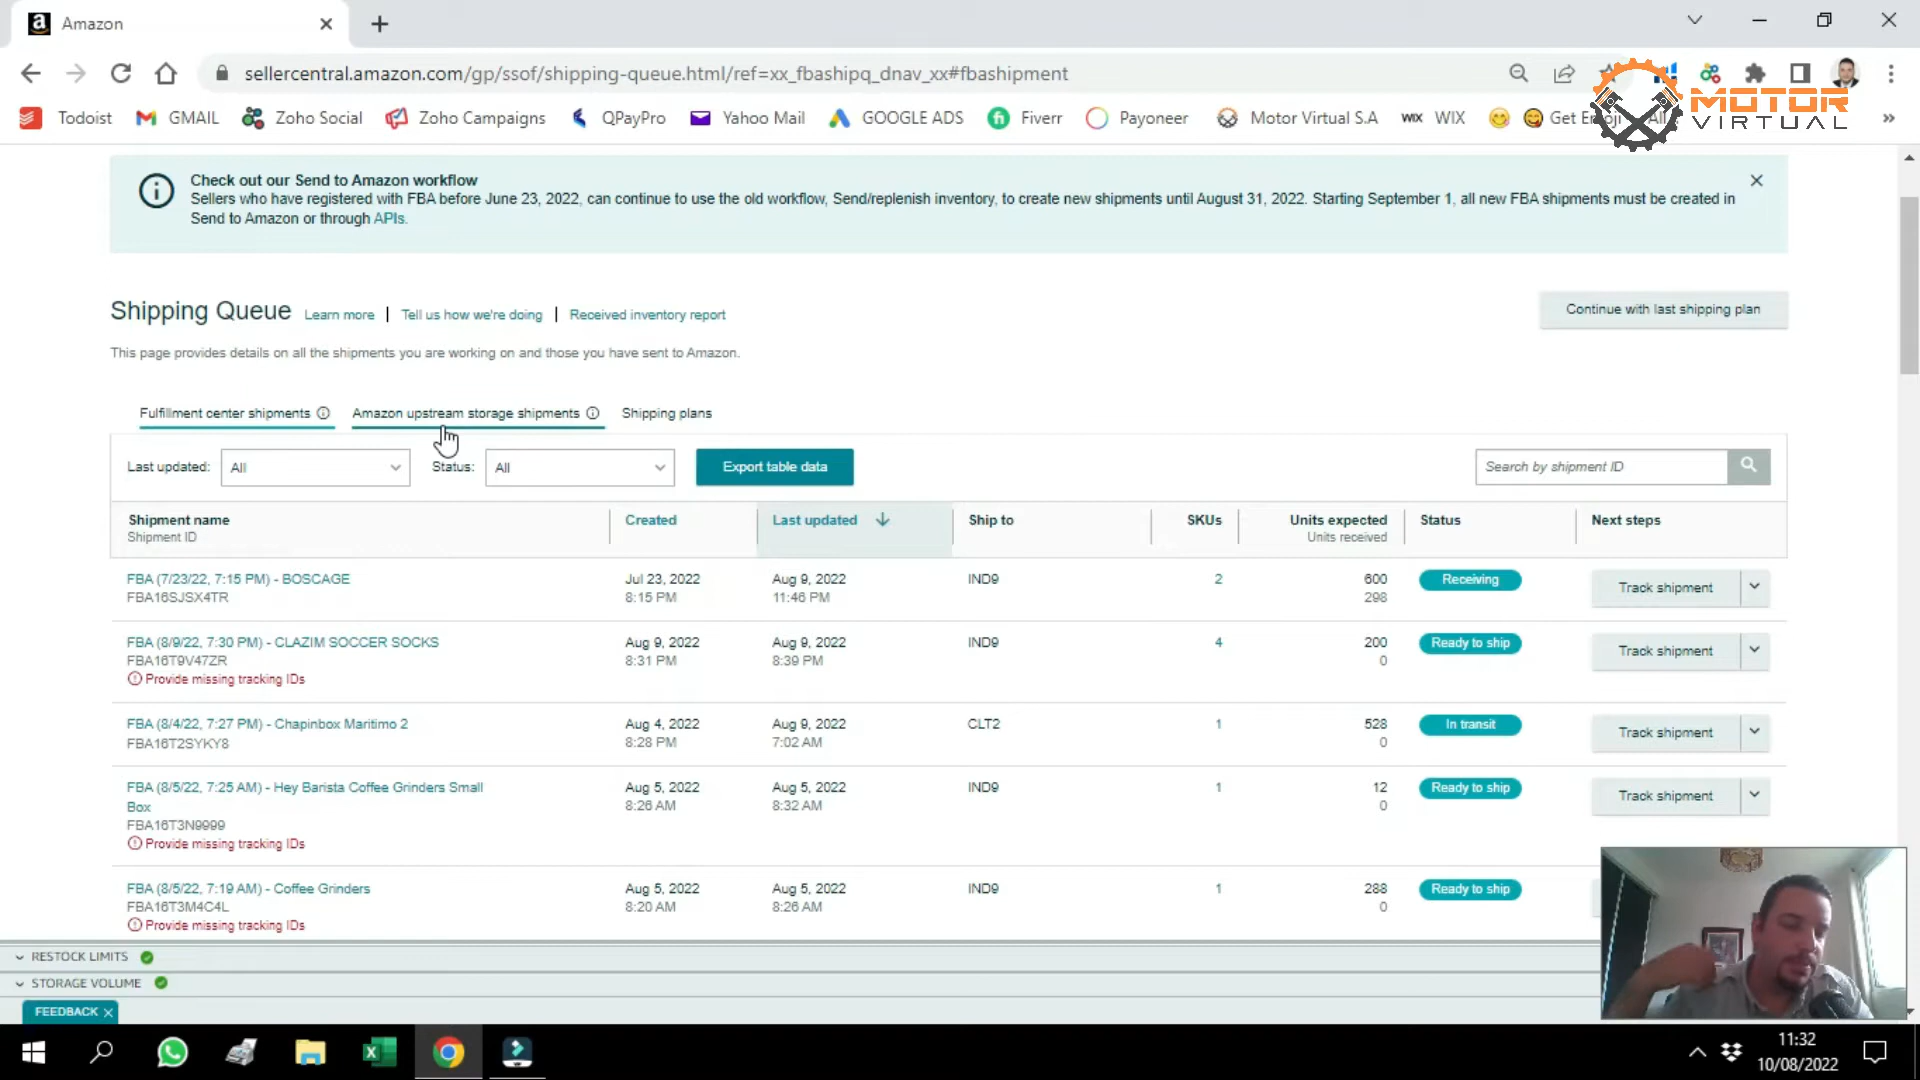 Amazon
sellercentral.amazon.com/gp/ssof/shipping-queue.html/ref=xx_fbashipq_dnav_xx#fbashipment
Todoist GMAIL Zoho Social Zoho Campaigns QPayPro Yahoo Mail GOOGLE ADS Fiverr Payoneer Motor Virtual S.A WIX WIX Get Emoji All
MOTOR
VIRTUAL
Check out our Send to Amazon workflow
Sellers who have registered with FBA before June 23, 2022, can continue to use the old workflow, Send/replenish inventory, to create new shipments until August 31, 2022. Starting September 1, all new FBA shipments must be created in
Send to Amazon or through APIs.
Shipping Queue Learn more | Tell us how we're doing | Received inventory report
Continue with last shipping plan
This page provides details on all the shipments you are working on and those you have sent to Amazon.
Fulfillment center shipments Amazon upstream storage shipments Shipping plans
Last updated: All Status: All Export table data Search by shipment ID
Shipment name Created Last updated Ship to SKUs Units expected Status Next steps
Shipment ID Units received
FBA (7/23/22, 7:15 PM) - BOSCAGE Jul 23, 2022 Aug 9, 2022 IND9 2 600 Receiving Track shipment
FBA16SJSX4TR 8:15 PM 11:46 PM 298
FBA (8/9/22, 7:30 PM) - CLAZIM SOCCER SOCKS Aug 9, 2022 Aug 9, 2022 IND9 4 200 Ready to ship Track shipment
FBA16T9V47ZR 8:31 PM 8:39 PM 0
Provide missing tracking IDs
FBA (8/4/22, 7:27 PM) - Chapinbox Maritimo 2 Aug 4, 2022 Aug 9, 2022 CLT2 1 528 In transit Track shipment
FBA16T2SYKY8 8:28 PM 7:02 AM 0
FBA (8/5/22, 7:25 AM) - Hey Barista Coffee Grinders Small Aug 5, 2022 Aug 5, 2022 IND9 1 12 Ready to ship Track shipment
Box 8:26 AM 8:32 AM 0
FBA16T3N9999
Provide missing tracking IDs
FBA (8/5/22, 7:19 AM) - Coffee Grinders Aug 5, 2022 Aug 5, 2022 IND9 1 288 Ready to ship
FBA16T3M4C4L 8:20 AM 8:26 AM 0
Provide missing tracking IDs
RESTOCK LIMITS
STORAGE VOLUME
FEEDBACK
11:32
10/08/2022